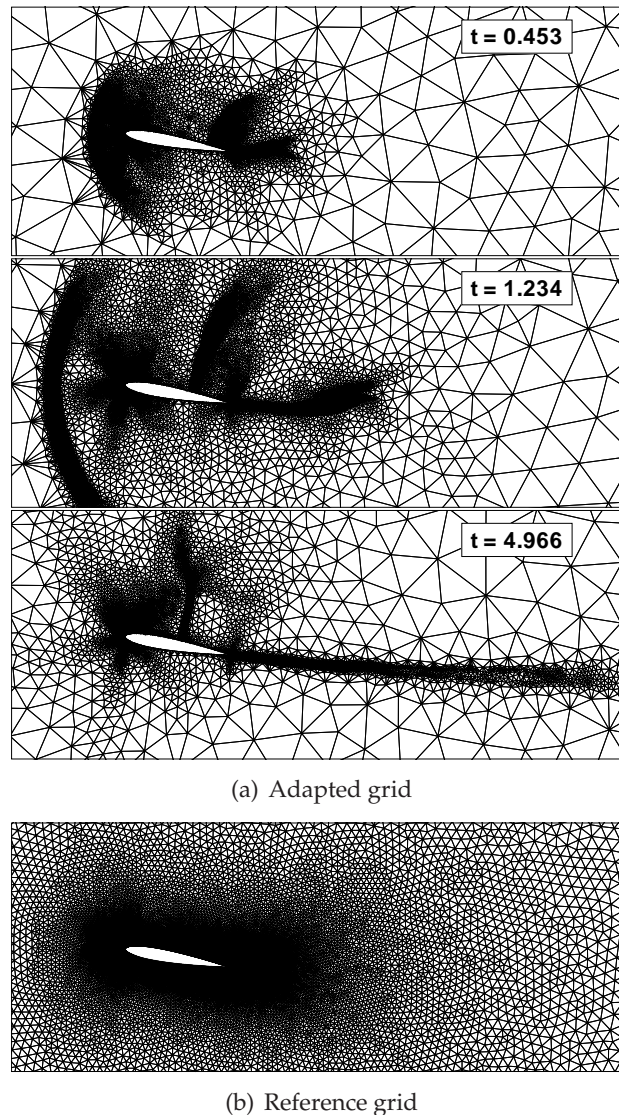 t = 0.453
t = 1.234
t = 4.966
(a) Adapted grid
(b) Reference grid